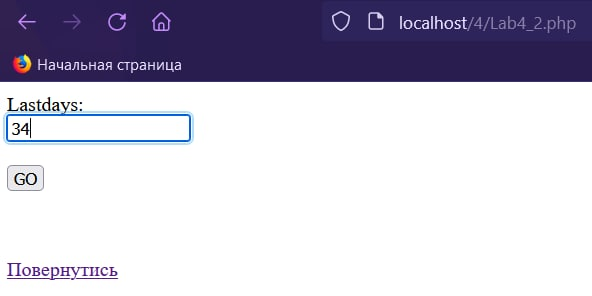 localhost/4/Lab4_2.php
Начальная страница
Lastdays:
34
GO
Повернутись